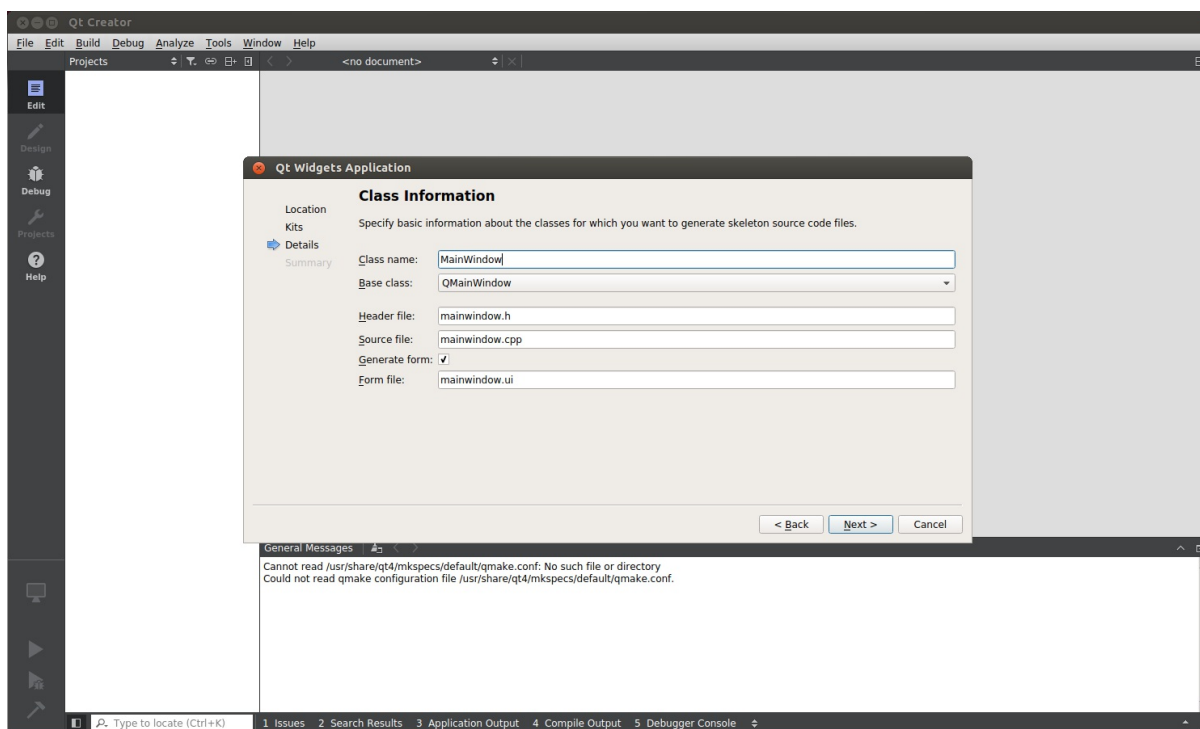 Qt Creator
File Edit Build Debug Analyze Tools Window Help
Projects <no document>
Edit
Design
Debug
Projects
Help
Qt Widgets Application
Location
Kits
Details
Summary
Class Information
Specify basic information about the classes for which you want to generate skeleton source code files.
Class name: MainWindow
Base class: QMainWindow
Header file: mainwindow.h
Source file: mainwindow.cpp
Generate form:
Form file: mainwindow.ui
< Back Next > Cancel
General Messages
Cannot read /usr/share/qt4/mkspecs/default/qmake.conf: No such file or directory
Could not read qmake configuration file /usr/share/qt4/mkspecs/default/qmake.conf.
Type to locate (Ctrl+K) 1 Issues 2 Search Results 3 Application Output 4 Compile Output 5 Debugger Console